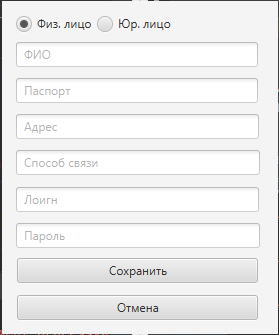 Физ. лицо Юр. лицо
ФИО
Паспорт
Адрес
Способ связи
Лоигн
Пароль
Сохранить
Отмена